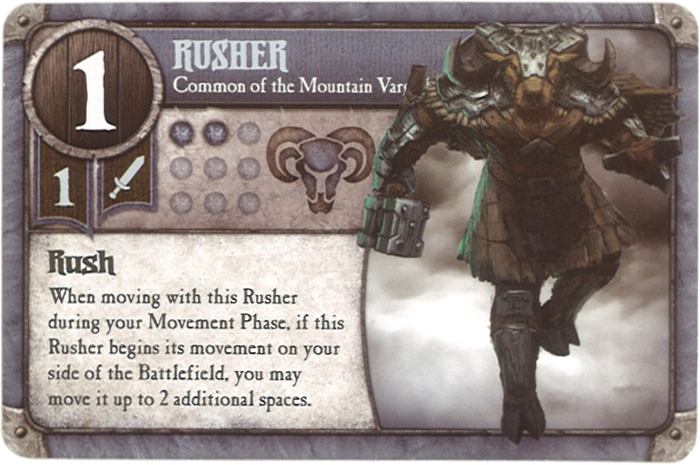 1
RUSHER
Common of the Mountain
1
Rush
When moving with this Rusher
during your Movement Phase, if this
Rusher begins its movement on your
side of the Battlefield, you may
move it up to 2 additional spaces.